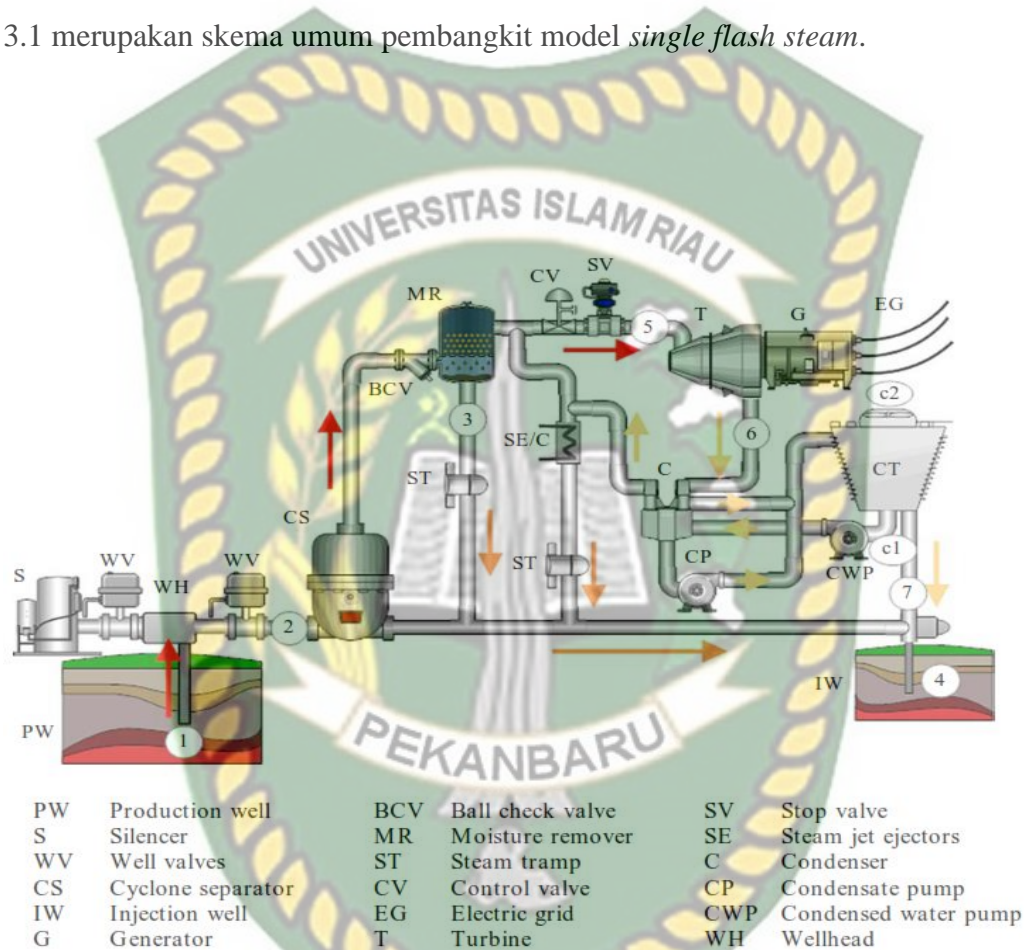 3.1 merupakan skema umum pembangkit model single flash steam.
UNIVERSITAS ISLAM RIAU
CV
SV
MR
5
T
G
EG
BCV
c2
3
SE/C
6
ST
C
CT
CS
CP
ST
CWP
c1
S
WV
WH
WV
7
2
IW
4
PW
1
PEKANBARU
PW Production well BCV Ball check valve SV Stop valve
S Silencer MR Moisture remover SE Steam jet ejectors
WV Well valves ST Steam tramp C Condenser
CS Cyclone separator CV Control valve CP Condensate pump
IW Injection well EG Electric grid CWP Condensed water pump
G Generator T Turbine WH Wellhead